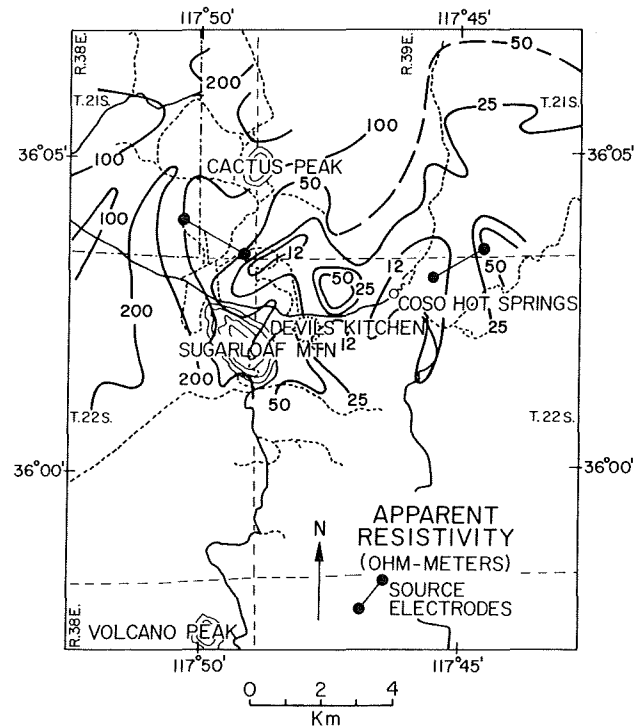 117°50' 117°45'
R.38E. R.39E. 50
200 200
T.21S. 25 T.21S.
100
36°05' 100 36°05'
CACTUS PEAK
50
100
12 12
50 50
25
200 COSO HOT SPRINGS
DEVILS KITCHEN 25
SUGARLOAF MTN 12
200 50 25
T.22S. T.22S.
36°00' 36°00'
APPARENT
RESISTIVITY
N (OHM-METERS)
SOURCE
ELECTRODES
R.38E.
VOLCANO PEAK
117°50' 117°45'
0 2 4
Km